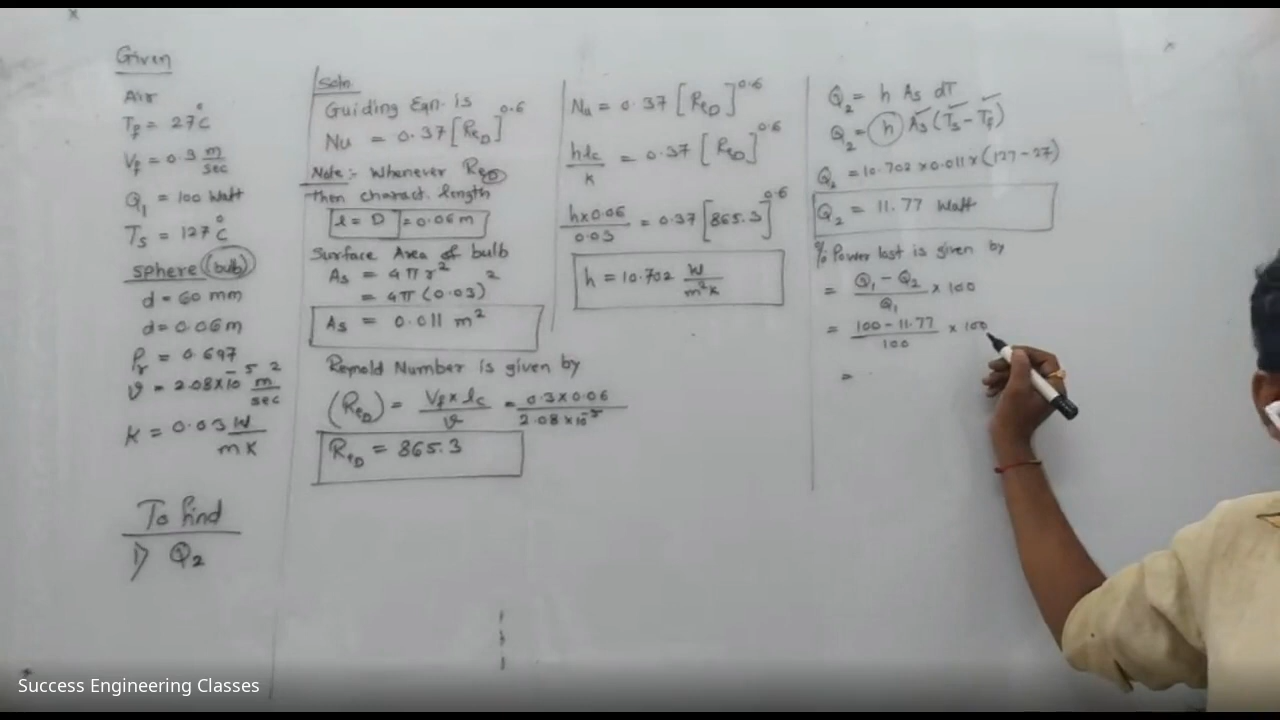 Given
Air
Tf = 27°C
Vf = 0.3 m/sec
Q1 = 100 Watt
Ts = 127°C
sphere (bulb)
d = 60 mm
d = 0.06 m
Pr = 0.697
ϑ = 2.08×10^-5 m^2/sec
K = 0.03 W/mK
To find
1) Q2
Soln
Guiding Eqn. is
Nu = 0.37 [ReD]^0.6
Note :- Whenever ReD
then charact. length
l = D = 0.06 m
Surface Area of bulb
As = 4πr^2
= 4π(0.03)^2
As = 0.011 m^2
Reynold Number is given by
(ReD) = Vf × lc / ϑ = 0.3×0.06 / 2.08×10^-5
ReD = 865.3
Nu = 0.37 [ReD]^0.6
hlc/K = 0.37 [ReD]^0.6
h×0.06/0.03 = 0.37 [865.3]^0.6
h = 10.702 W/m^2K
Q2 = h As dT
Q2 = h As (Ts - Tf)
Q2 = 10.702×0.011×(127-27)
Q2 = 11.77 Watt
% Power lost is given by
= Q1 - Q2 / Q1 × 100
= 100 - 11.77 / 100 × 100
=
Success Engineering Classes